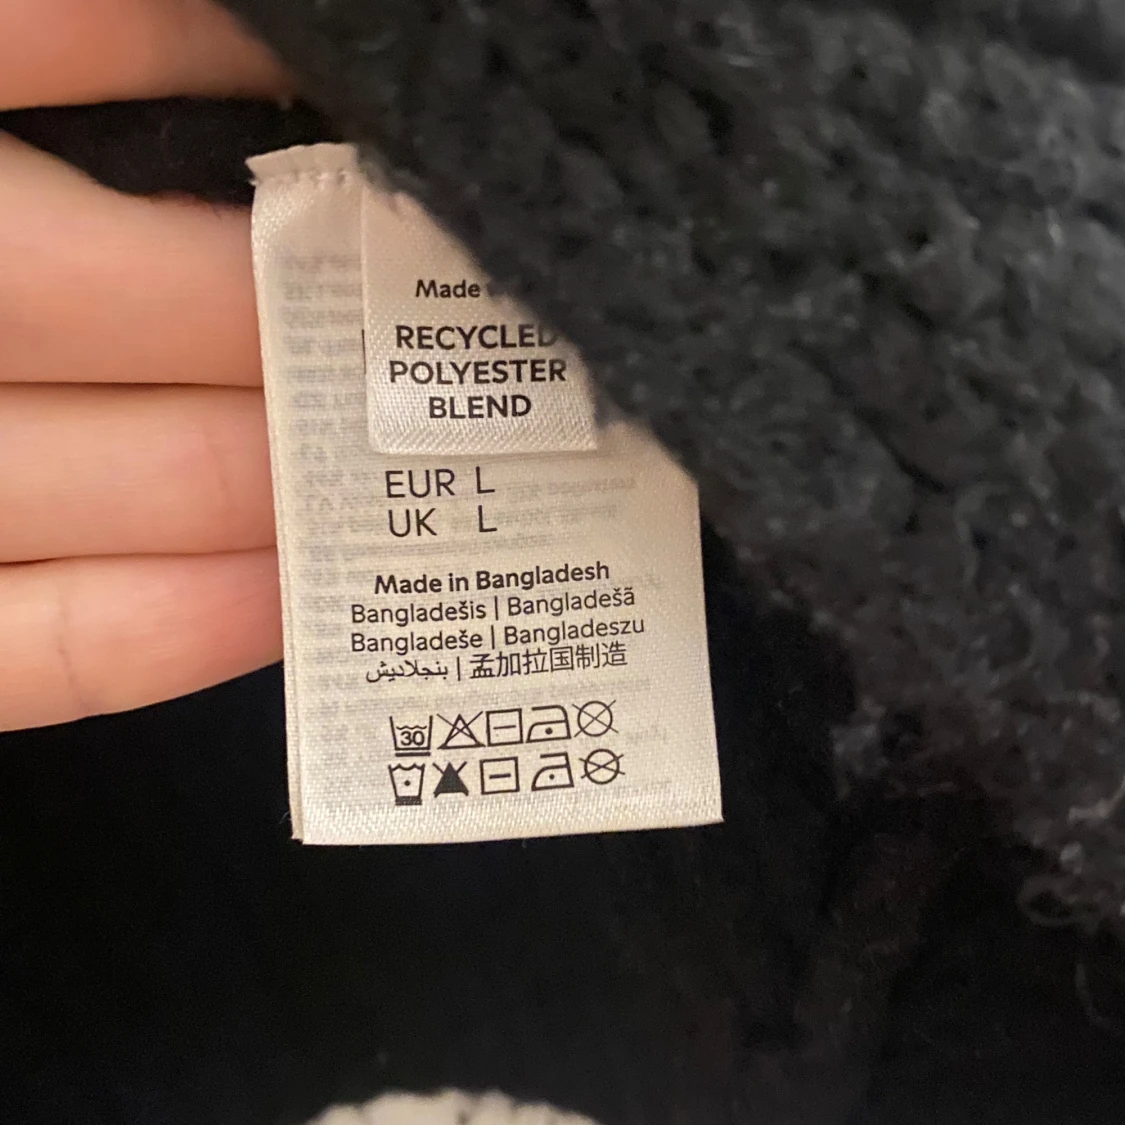 Made
RECYCLED
POLYESTER
BLEND
EUR L
UK L
Made in Bangladesh
Bangladešis | Bangladešā
Bangladeše | Bangladeszu
بنجلاديش | 孟加拉国制造
30